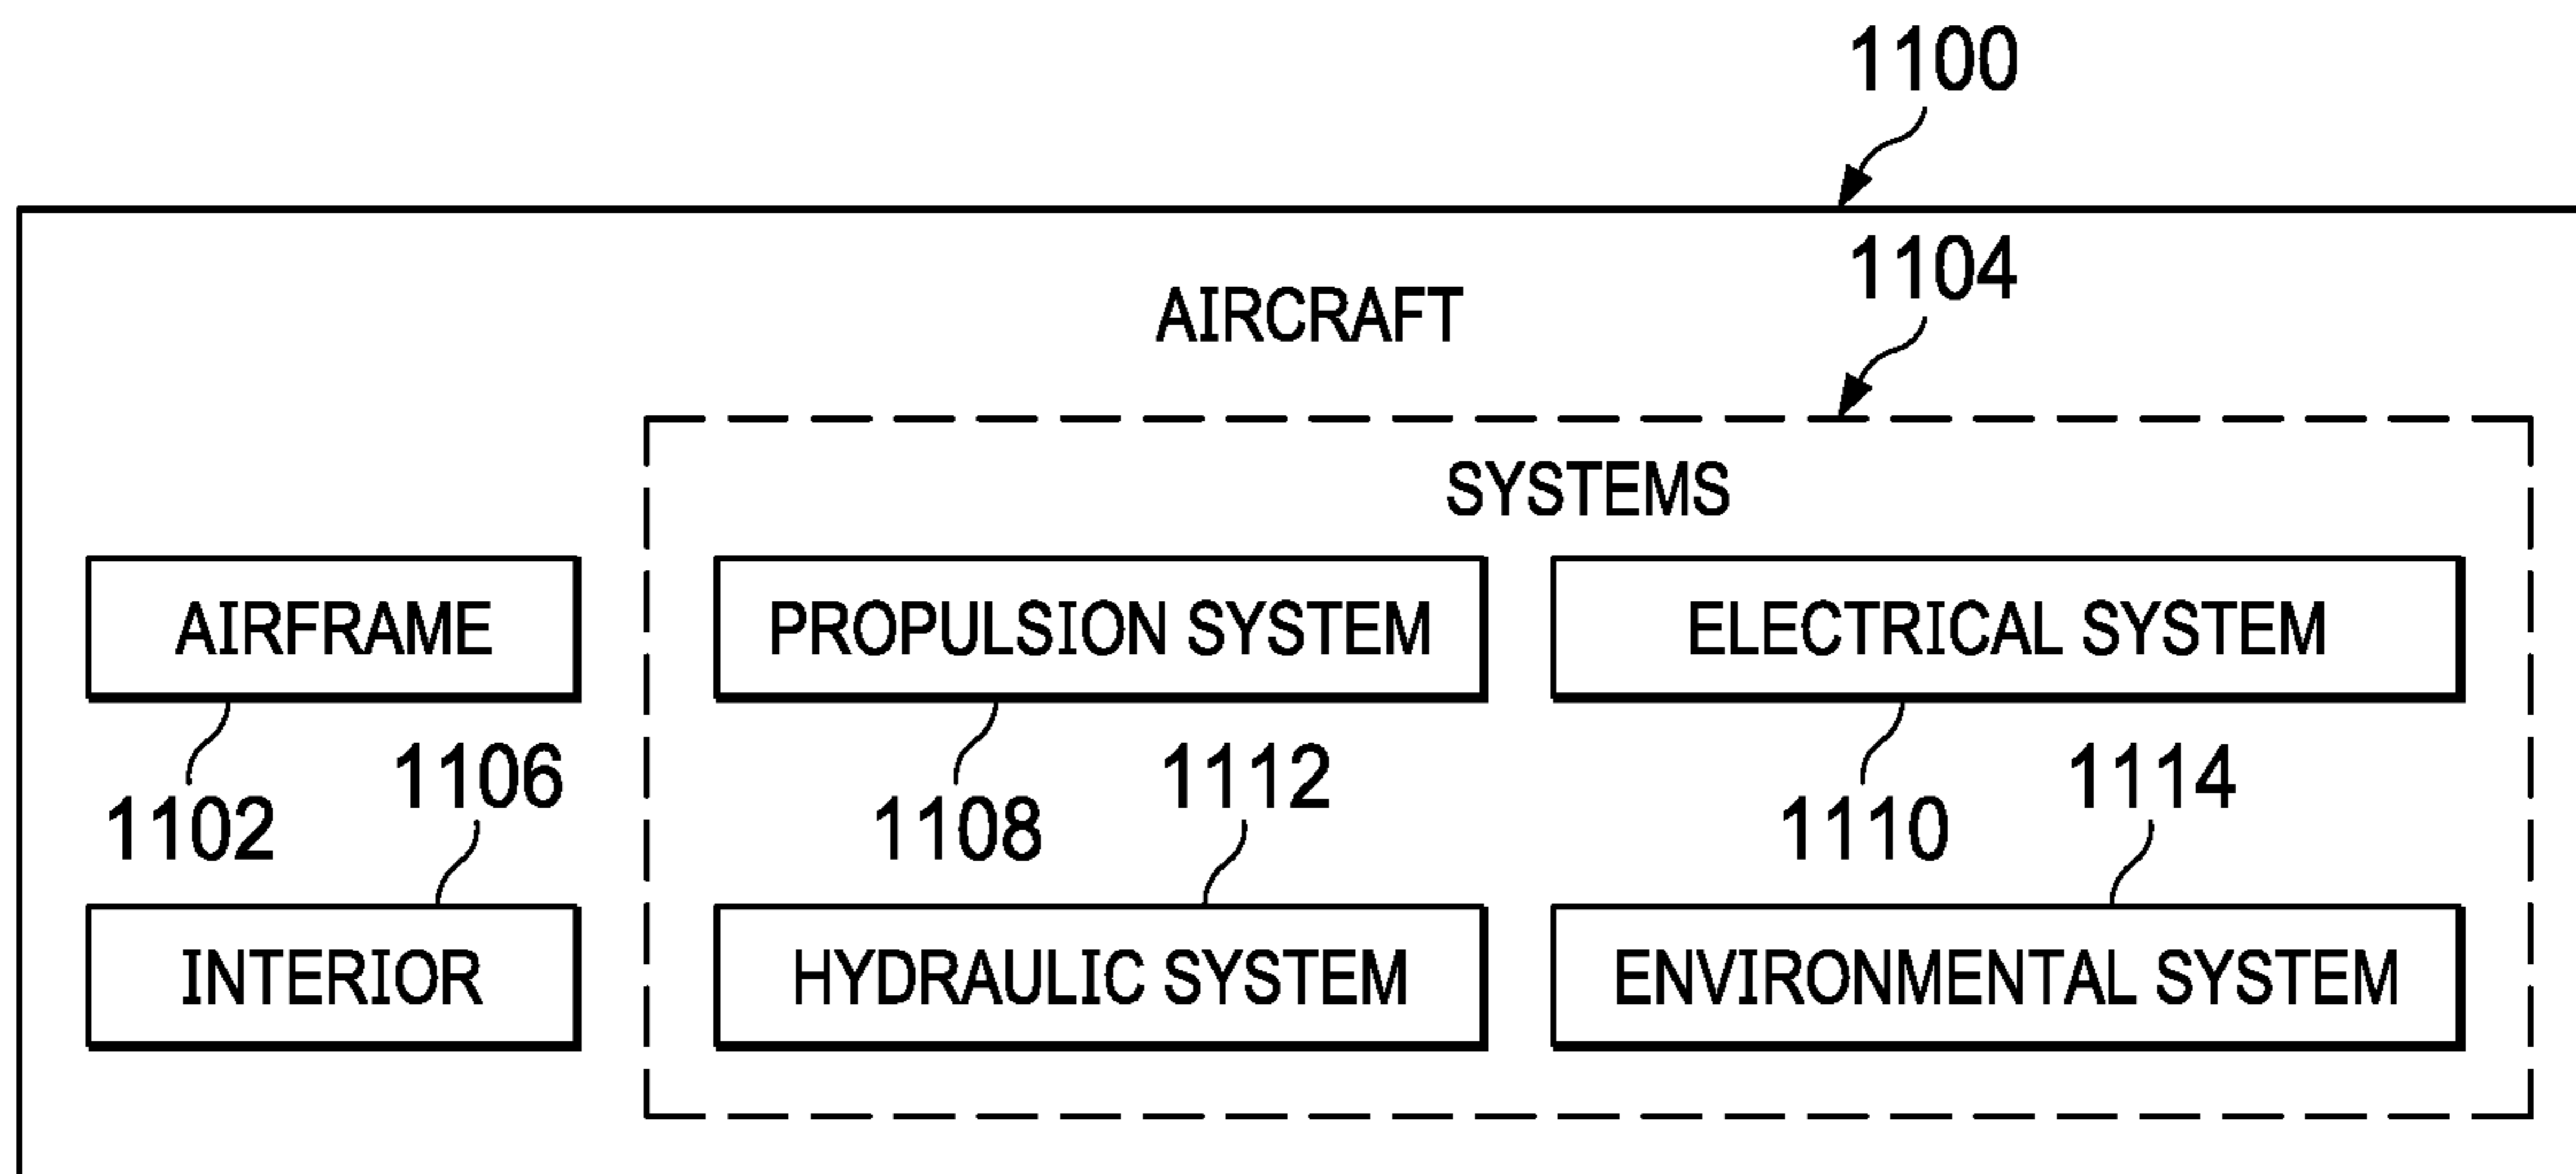 1100
1104
AIRCRAFT
SYSTEMS
AIRFRAME
PROPULSION SYSTEM
ELECTRICAL SYSTEM
1102
1106
1108
1112
1110
1114
INTERIOR
HYDRAULIC SYSTEM
ENVIRONMENTAL SYSTEM